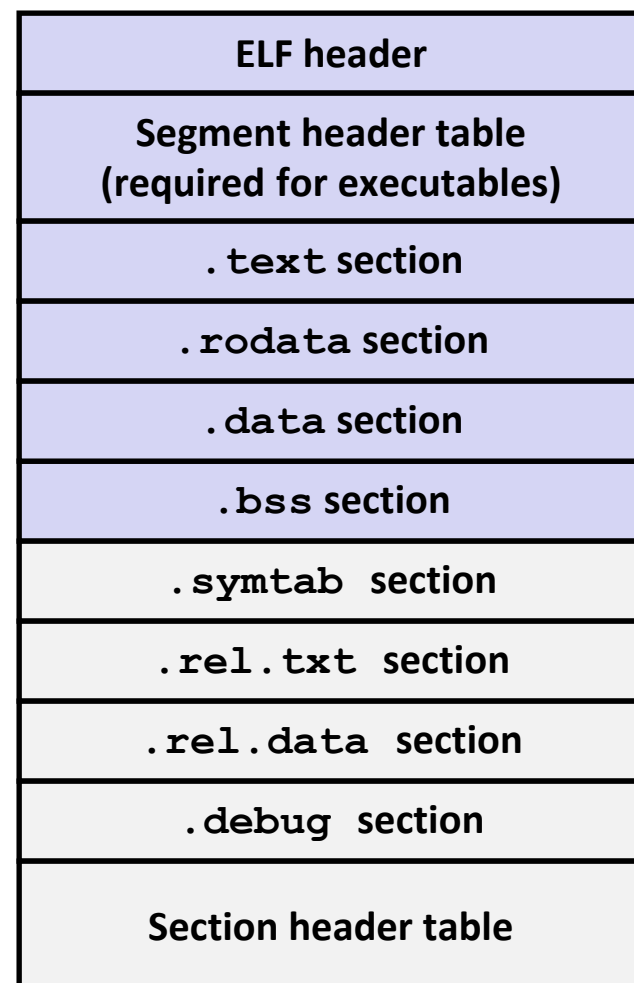 ELF header
Segment header table
(required for executables)
.text section
.rodata section
.data section
.bss section
.symtab section
.rel.txt section
.rel.data section
.debug section
Section header table